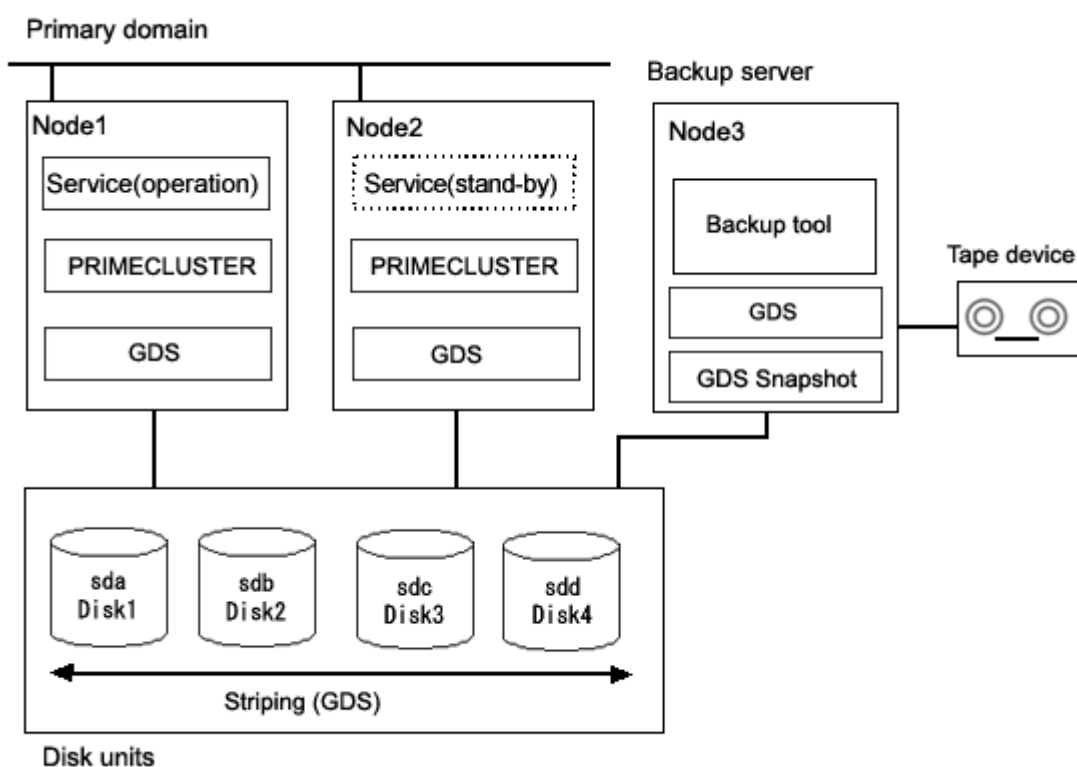 Primary domain
Backup server
Node1
Service(operation)
PRIMECLUSTER
GDS
Node2
Service(stand-by)
PRIMECLUSTER
GDS
Node3
Backup tool
GDS
GDS Snapshot
Tape device
sda
Disk1
sdb
Disk2
sdc
Disk3
sdd
Disk4
Striping (GDS)
Disk units